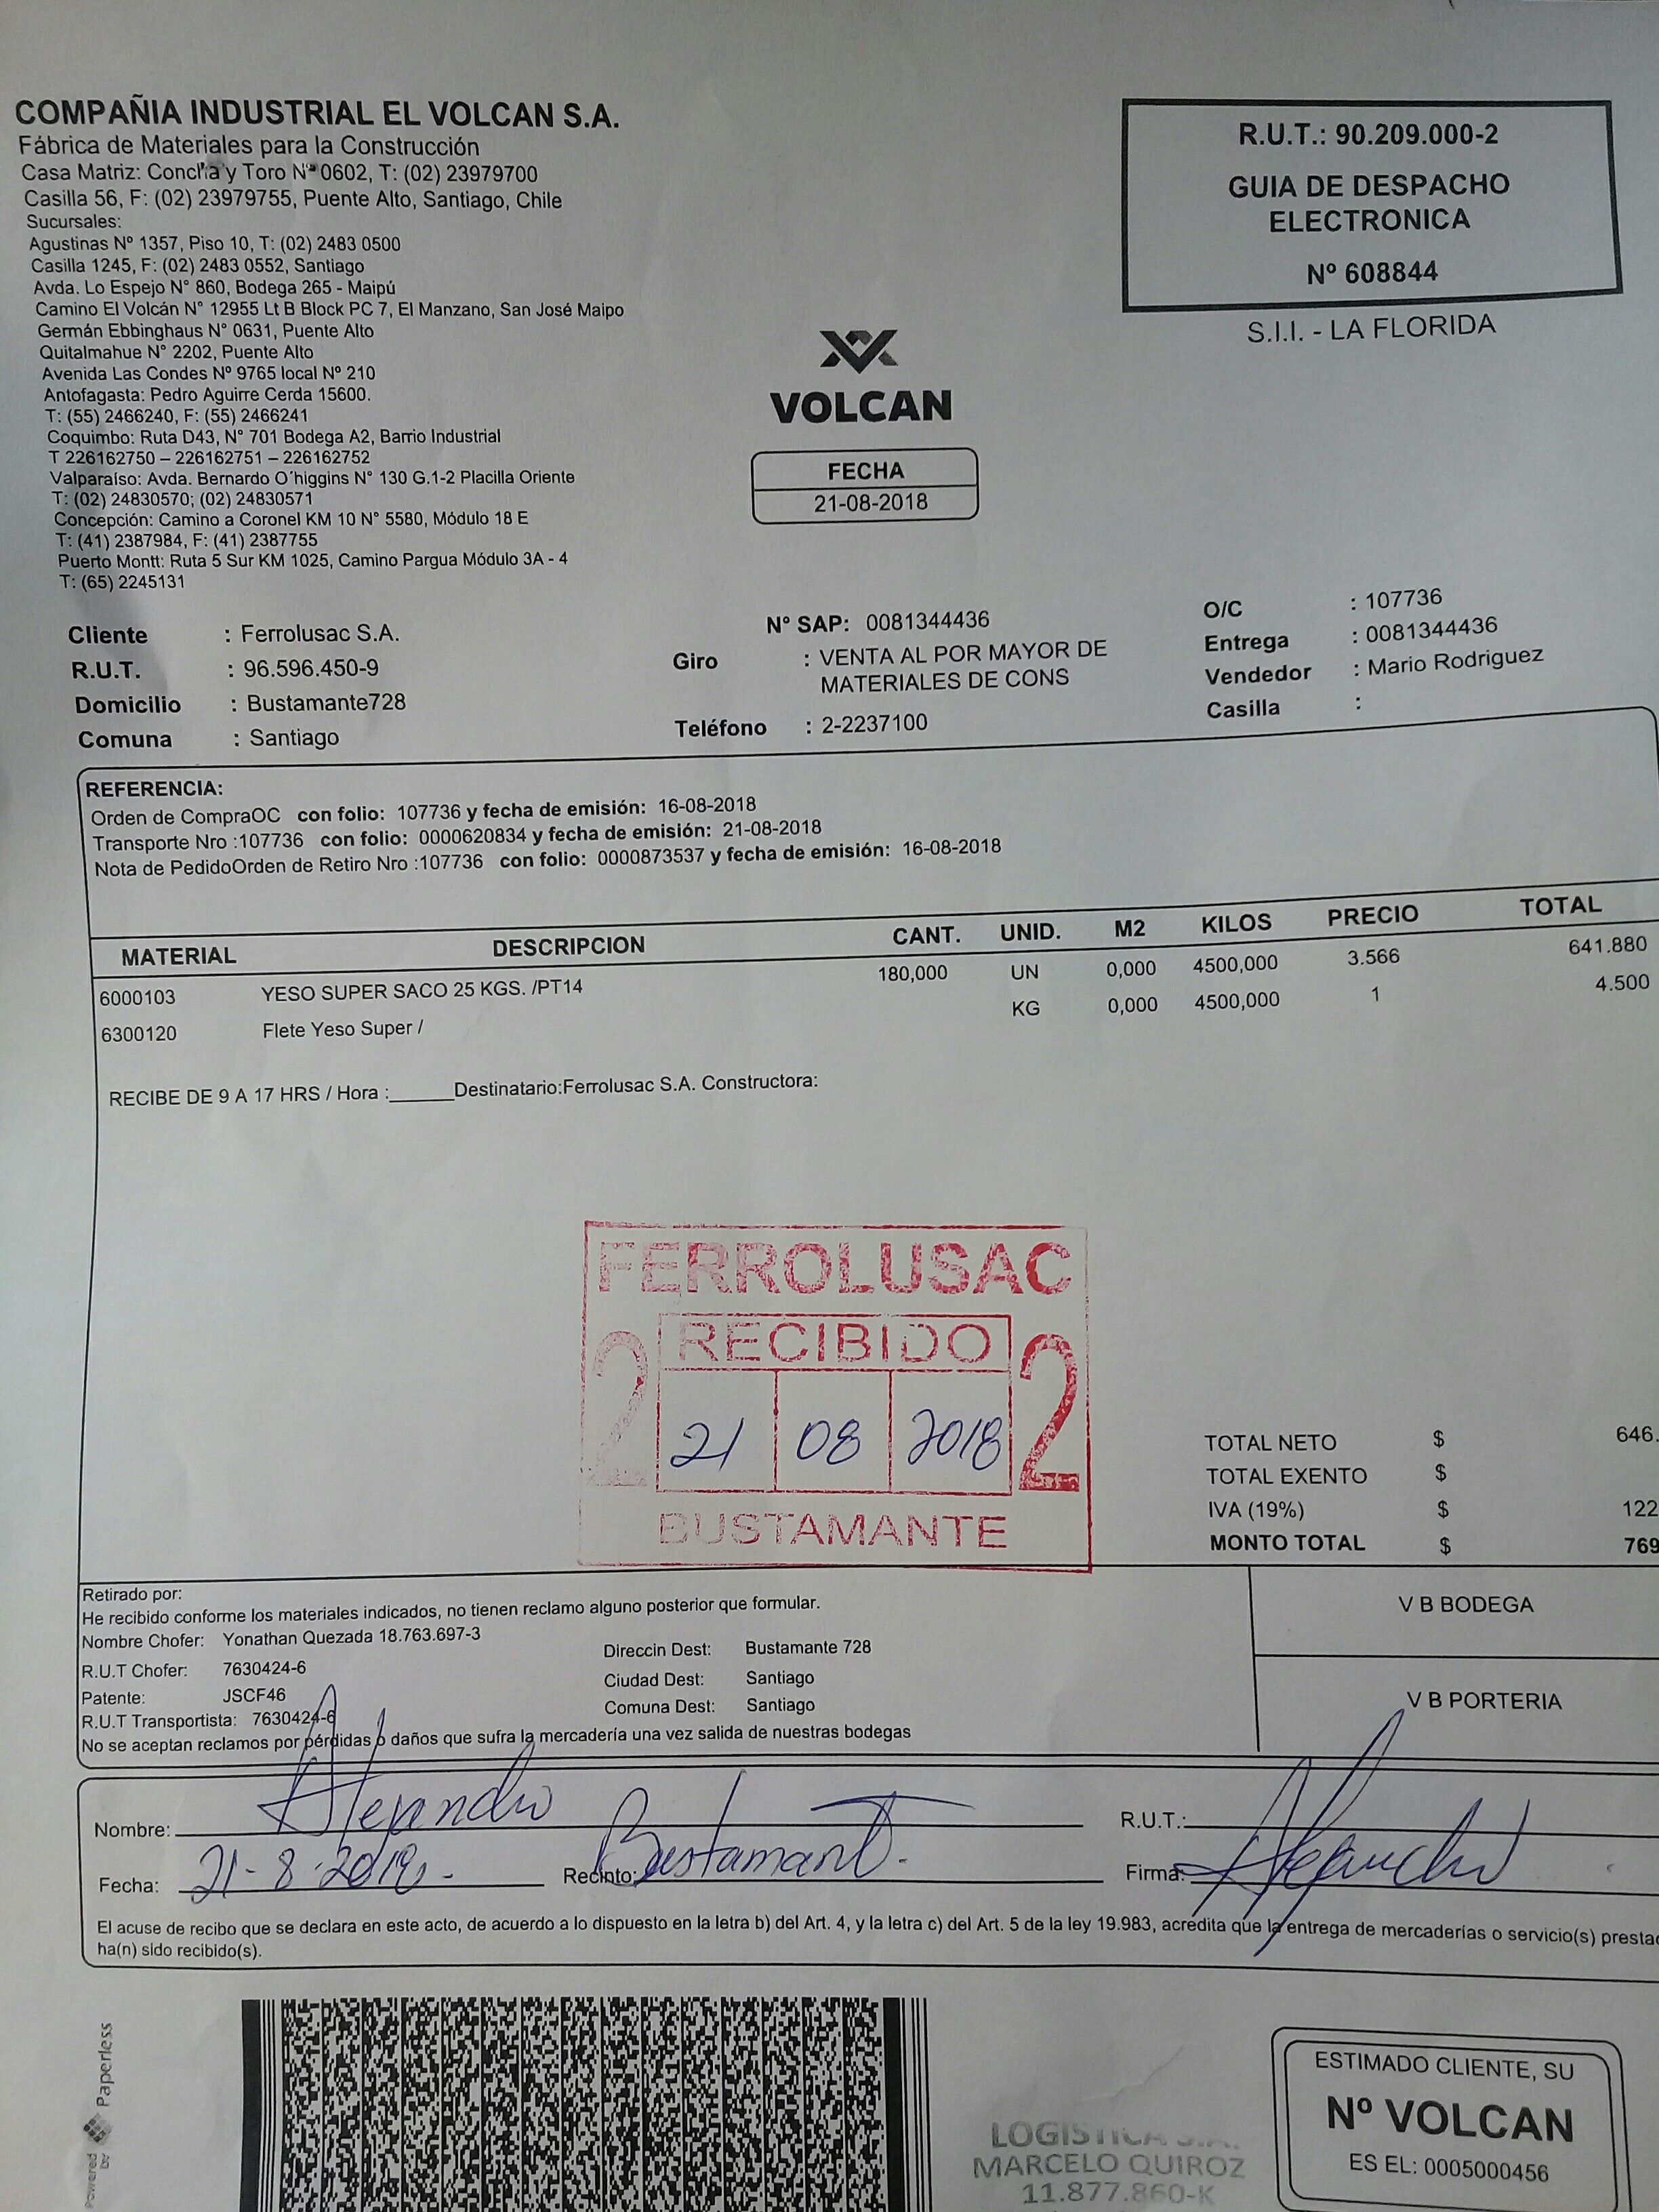 COMPAÑIA INDUSTRIAL EL VOLCAN S.A.
Fábrica de Materiales para la Construcción
Casa Matriz: Concha y Toro Nº 0602, T: (02) 23979700
Casilla 56, F: (02) 23979755, Puente Alto, Santiago, Chile
Sucursales:
Agustinas Nº 1357, Piso 10, T: (02) 2483 0500
Casilla 1245, F: (02) 2483 0552, Santiago
Avda. Lo Espejo N° 860, Bodega 265 - Maipú
Camino El Volcán N° 12955 Lt B Block PC 7, El Manzano, San José Maipo
Germán Ebbinghaus N° 0631, Puente Alto
Quitalmahue N° 2202, Puente Alto
Avenida Las Condes Nº 9765 local Nº 210
Antofagasta: Pedro Aguirre Cerda 15600.
T: (55) 2466240, F: (55) 2466241
Coquimbo: Ruta D43, N° 701 Bodega A2, Barrio Industrial
T 226162750 – 226162751 – 226162752
Valparaíso: Avda. Bernardo O´higgins N° 130 G.1-2 Placilla Oriente
T: (02) 24830570; (02) 24830571
Concepción: Camino a Coronel KM 10 N° 5580, Módulo 18 E
T: (41) 2387984, F: (41) 2387755
Puerto Montt: Ruta 5 Sur KM 1025, Camino Pargua Módulo 3A - 4
T: (65) 2245131
R.U.T.: 90.209.000-2
GUIA DE DESPACHO
ELECTRONICA
Nº 608844
S.I.I. - LA FLORIDA
VOLCAN
FECHA
21-08-2018
Cliente : Ferrolusac S.A.
R.U.T. : 96.596.450-9
Domicilio : Bustamante728
Comuna : Santiago
N° SAP: 0081344436
Giro : VENTA AL POR MAYOR DE
MATERIALES DE CONS
Teléfono : 2-2237100
O/C : 107736
Entrega : 0081344436
Vendedor : Mario Rodriguez
Casilla :
REFERENCIA:
Orden de CompraOC con folio: 107736 y fecha de emisión: 16-08-2018
Transporte Nro :107736 con folio: 0000620834 y fecha de emisión: 21-08-2018
Nota de PedidoOrden de Retiro Nro :107736 con folio: 0000873537 y fecha de emisión: 16-08-2018
MATERIAL DESCRIPCION CANT. UNID. M2 KILOS PRECIO TOTAL
6000103 YESO SUPER SACO 25 KGS. /PT14 180,000 UN 0,000 4500,000 3.566 641.880
6300120 Flete Yeso Super / KG 0,000 4500,000 1 4.500
RECIBE DE 9 A 17 HRS / Hora :______Destinatario:Ferrolusac S.A. Constructora:
FERROLUSAC
2 RECIBIDO 2
21 08 2018
BUSTAMANTE
TOTAL NETO $ 646.
TOTAL EXENTO $
IVA (19%) $ 122
MONTO TOTAL $ 769
Retirado por:
He recibido conforme los materiales indicados, no tienen reclamo alguno posterior que formular.
Nombre Chofer: Yonathan Quezada 18.763.697-3
R.U.T Chofer: 7630424-6
Patente: JSCF46
R.U.T Transportista: 7630424-6
Direccin Dest: Bustamante 728
Ciudad Dest: Santiago
Comuna Dest: Santiago
No se aceptan reclamos por pérdidas o daños que sufra la mercadería una vez salida de nuestras bodegas
V B BODEGA
V B PORTERIA
Nombre: Alejandro R.U.T.:
Fecha: 21-8-2018. Recinto: Bustamant. Firma:
El acuse de recibo que se declara en este acto, de acuerdo a lo dispuesto en la letra b) del Art. 4, y la letra c) del Art. 5 de la ley 19.983, acredita que la entrega de mercaderías o servicio(s) presta
ha(n) sido recibido(s).
Powered by Paperless
LOGISTICA S.A.
MARCELO QUIROZ
11.877.860-K
ESTIMADO CLIENTE, SU
Nº VOLCAN
ES EL: 0005000456